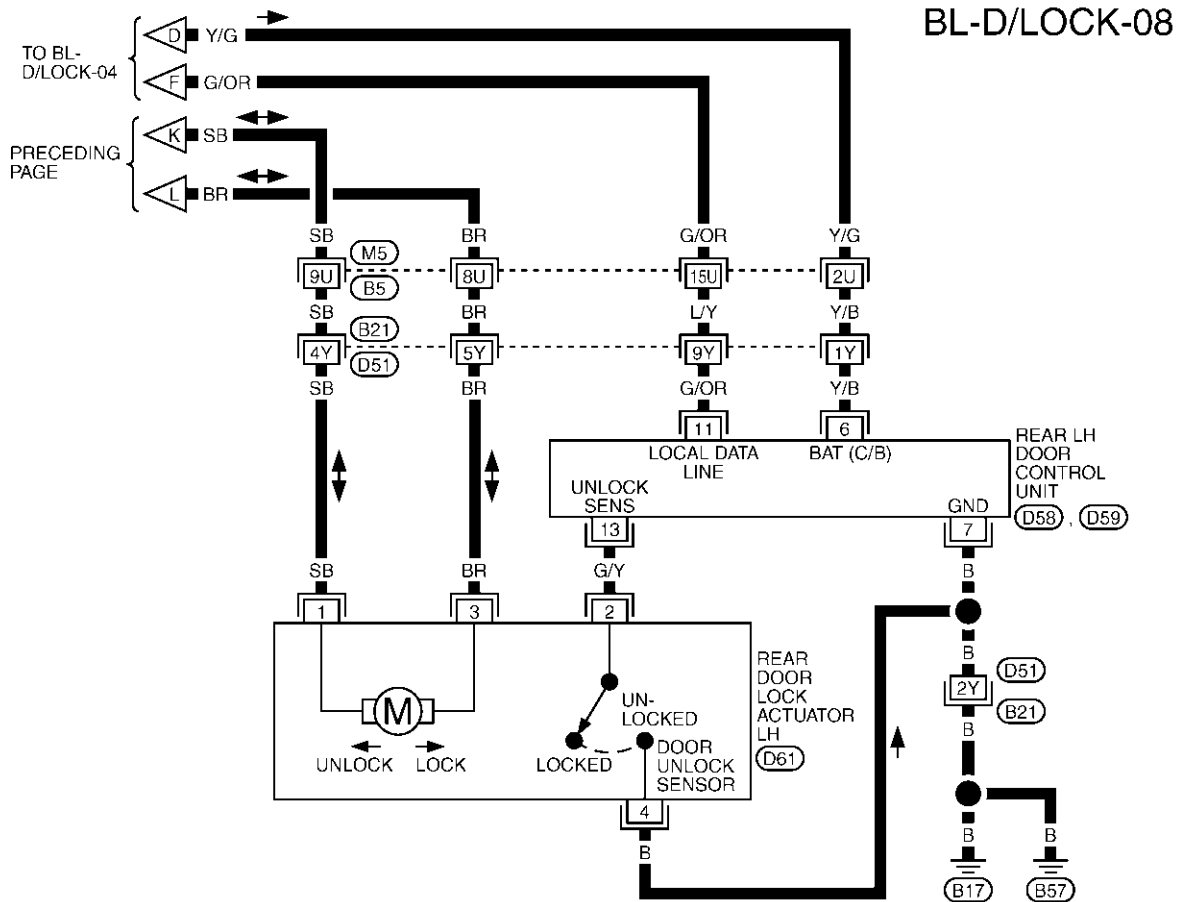 BL-D/LOCK-08
TO BL-
D/LOCK-04
D Y/G
F G/OR
PRECEDING
PAGE
K SB
L BR
SB BR G/OR Y/G
M5
9U 8U 15U 2U
B5
SB BR L/Y Y/B
B21
4Y 5Y 9Y 1Y
D51
SB BR G/OR Y/B
11 6
LOCAL DATA
LINE
BAT (C/B)
UNLOCK
SENS
GND
REAR LH
DOOR
CONTROL
UNIT
D58 , D59
13 7
SB BR G/Y B
1 3 2
B
D51
2Y
B21
B
M
UNLOCK LOCK
UN-
LOCKED
LOCKED
DOOR
UNLOCK
SENSOR
REAR
DOOR
LOCK
ACTUATOR
LH
D61
4
B
B B
B17 B57